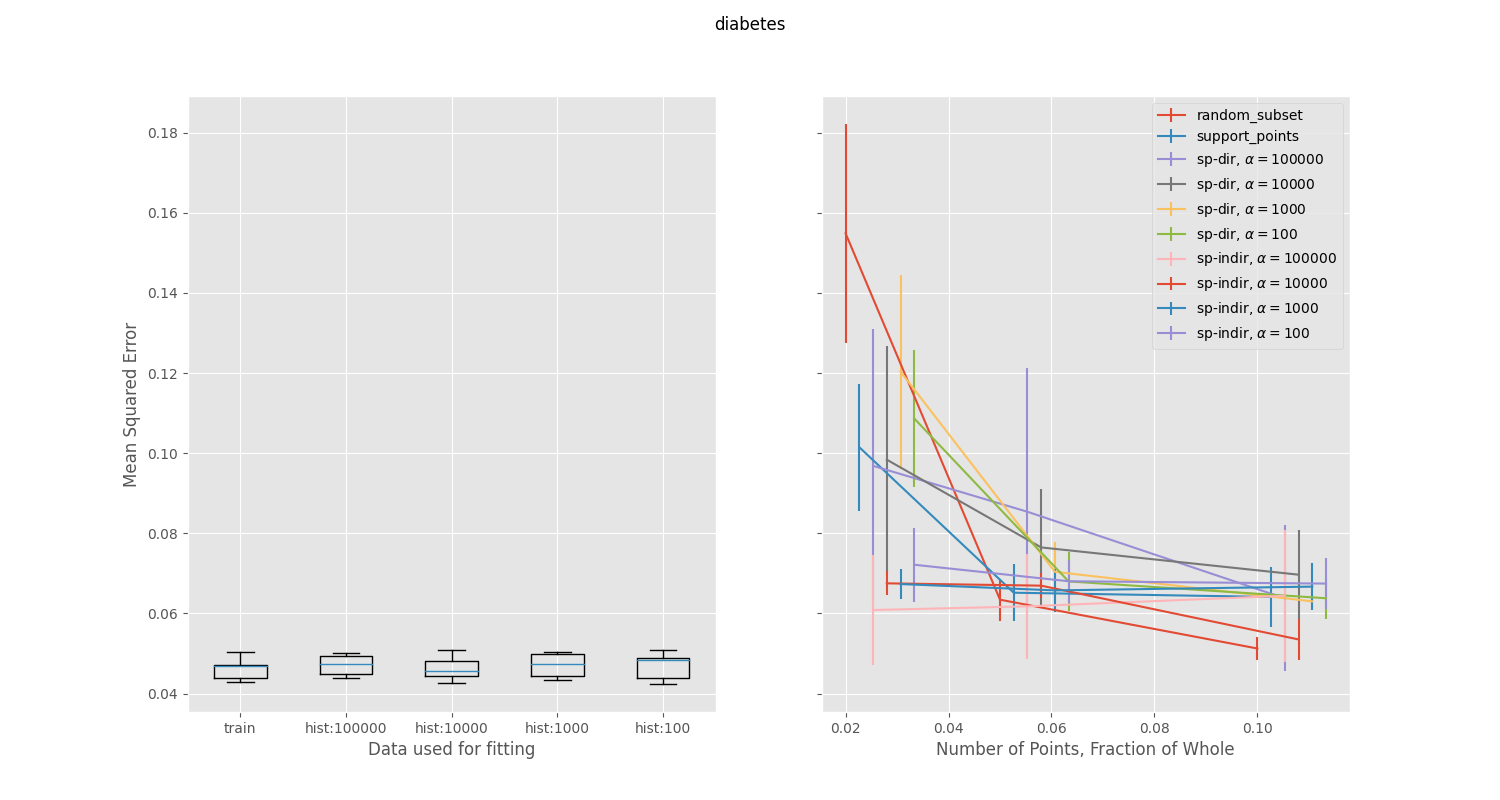 diabetes
Mean Squared Error
0.18
0.16
0.14
0.12
0.10
0.08
0.06
0.04
train hist:100000 hist:10000 hist:1000 hist:100
Data used for fitting
random_subset
support_points
sp-dir, α = 100000
sp-dir, α = 10000
sp-dir, α = 1000
sp-dir, α = 100
sp-indir, α = 100000
sp-indir, α = 10000
sp-indir, α = 1000
sp-indir, α = 100
0.02 0.04 0.06 0.08 0.10
Number of Points, Fraction of Whole